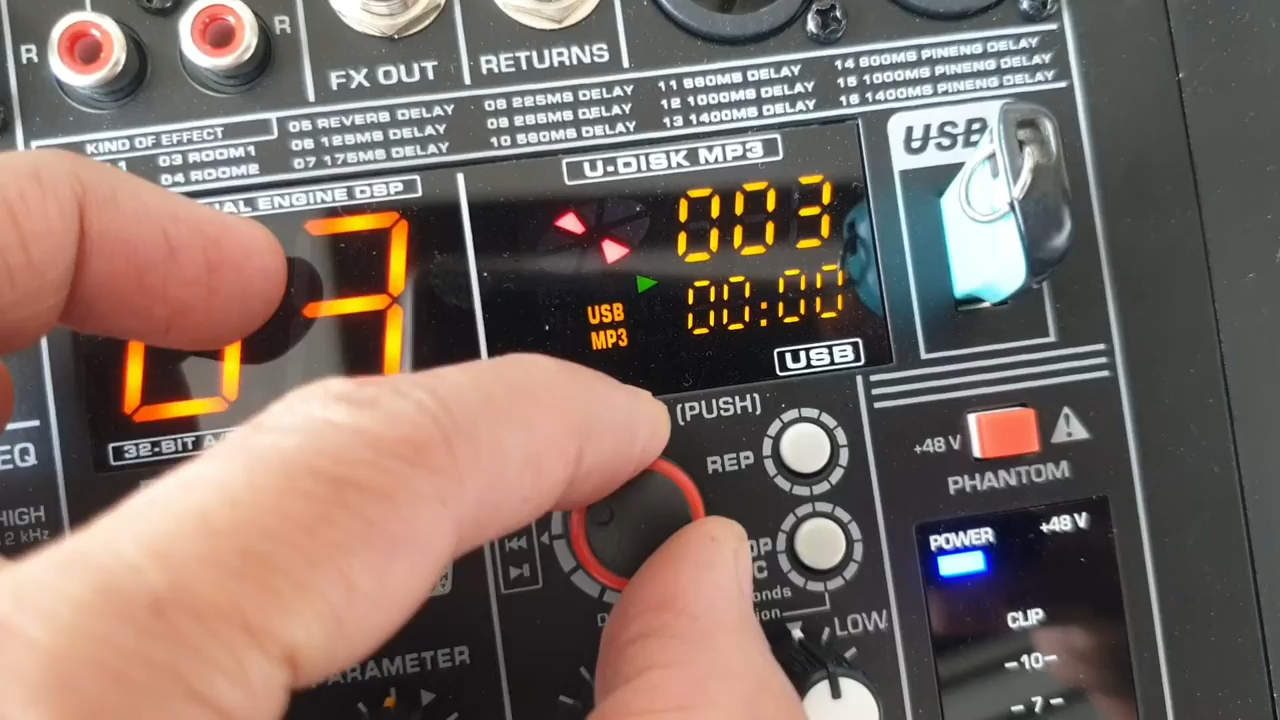 R
R
FX OUT
RETURNS
KIND OF EFFECT
03 ROOM1
04 ROOM2
05 REVERB DELAY
06 125MS DELAY
07 175MS DELAY
08 225MS DELAY
09 285MS DELAY
10 560MS DELAY
11 860MS DELAY
12 1000MS DELAY
13 1400MS DELAY
14 800MS PINENG DELAY
15 1000MS PINENG DELAY
16 1400MS PINENG DELAY
ENGINE DSP
U-DISK MP3
USB
03
003
00:00
USB
MP3
USB
32-BIT
(PUSH)
REP
+48 V
PHANTOM
EQ
HIGH
POWER
+48 V
CLIP
-10-
-7-
LOW
PARAMETER